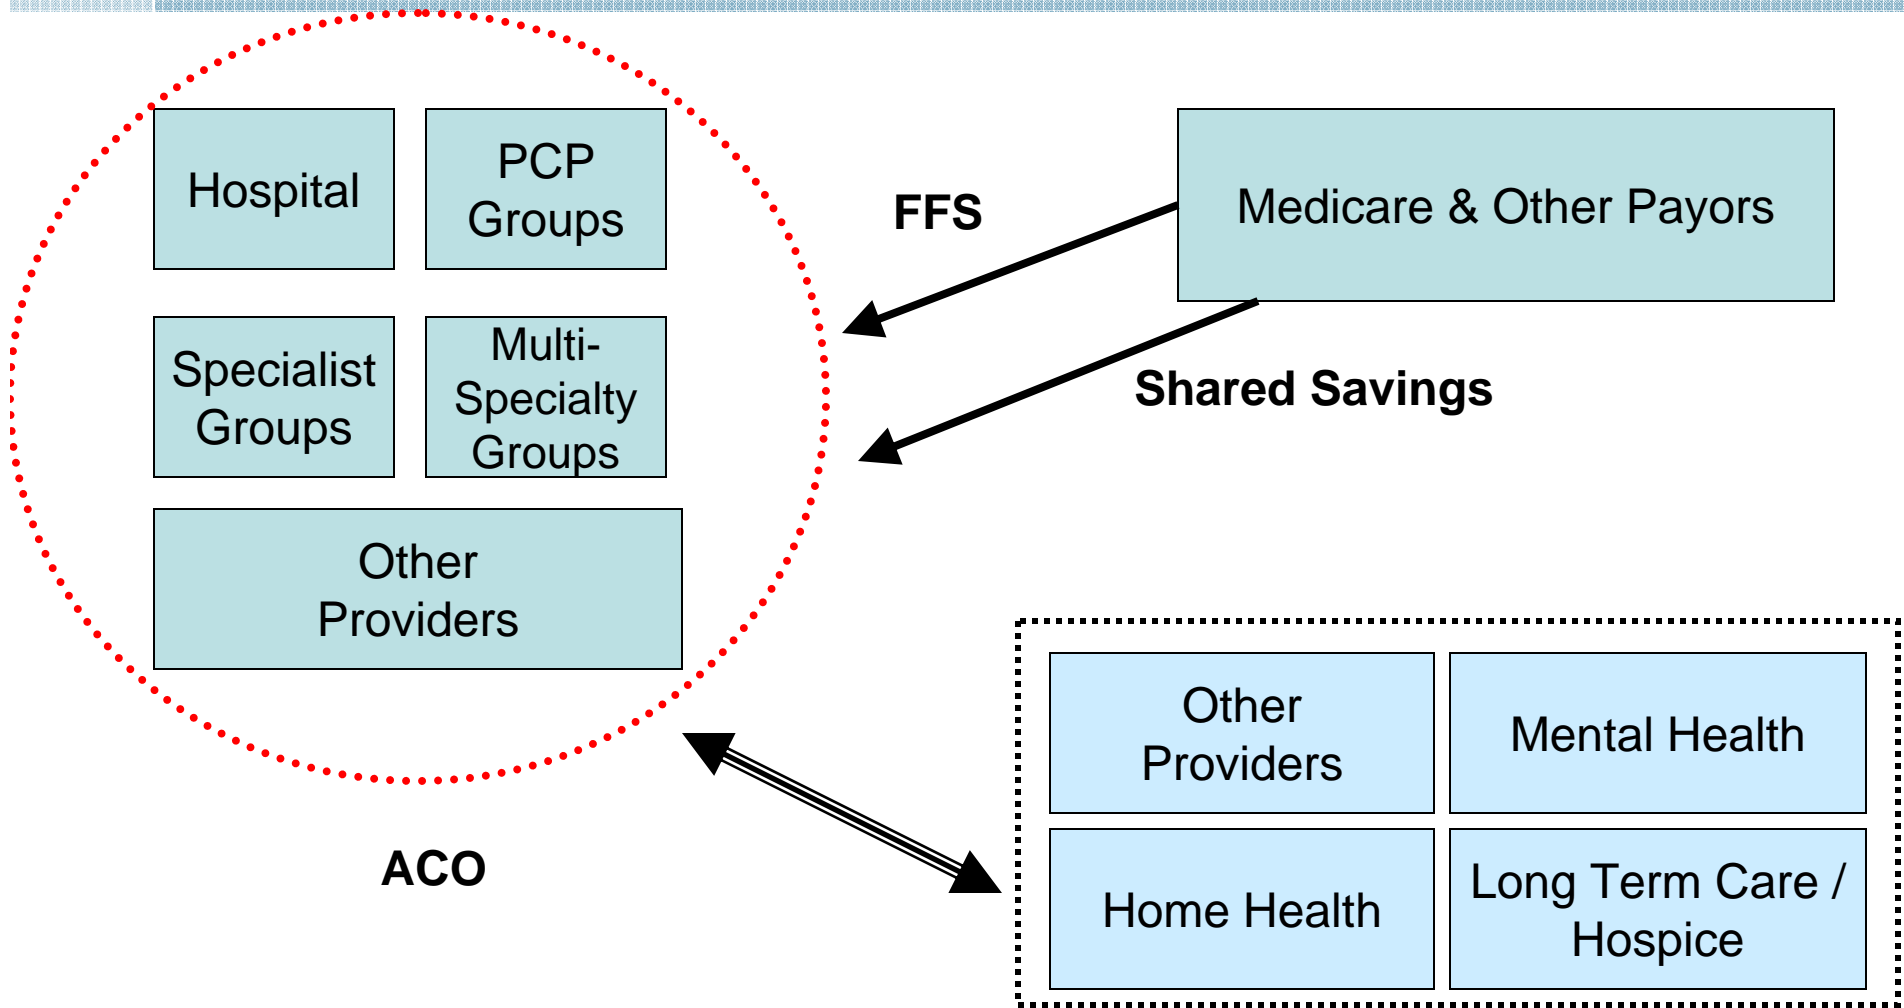 Hospital
PCP
Groups
FFS
Medicare & Other Payors
Specialist
Groups
Multi-
Specialty
Groups
Shared Savings
Other
Providers
ACO
Other
Providers
Mental Health
Home Health
Long Term Care /
Hospice